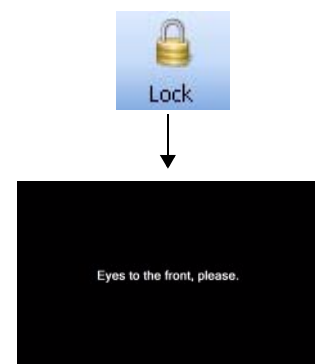 Lock
Eyes to the front, please.